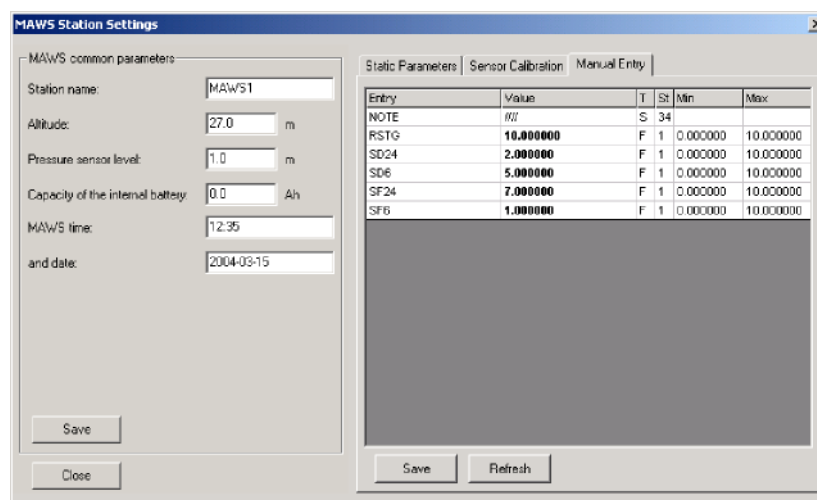 MAWS Station Settings
MAWS common parameters
Station name: MAWS1
Altitude: 27.0 m
Pressure sensor level: 1.0 m
Capacity of the internal battery: 0.0 Ah
MAWS time: 12:35
and date: 2004-03-15
Save
Close
Static Parameters Sensor Calibration Manual Entry
Entry Value T St Min Max
NOTE //// S 34
RSTG 10.000000 F 1 0.000000 10.000000
SD24 2.000000 F 1 0.000000 10.000000
SD6 5.000000 F 1 0.000000 10.000000
SF24 7.000000 F 1 0.000000 10.000000
SF6 1.000000 F 1 0.000000 10.000000
Save Refresh